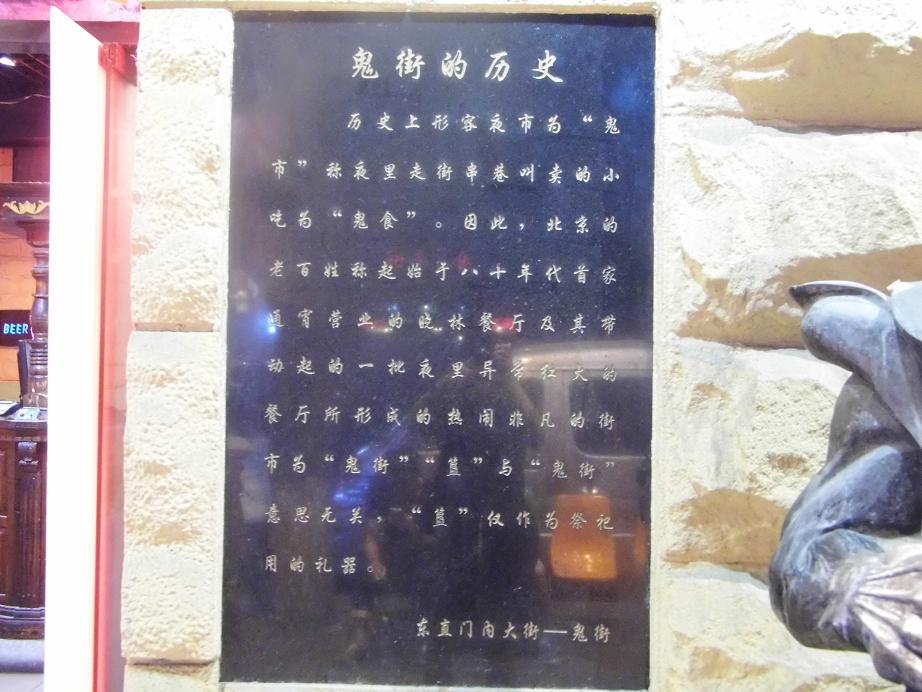 鬼街的历史
历史上形容夜市为“鬼
市”称夜里走街串巷叫卖的小
吃为“鬼食”。因此，北京的
老百姓称起始于八十年代首家
通宵营业的晓林餐厅及其带
动起的一批夜里异常红火的
餐厅所形成的热闹非凡的街
市为“鬼街”“簋”与“鬼街”
意思无关，“簋”仅作为祭祀
用的礼器。
东直门内大街——鬼街
BEER